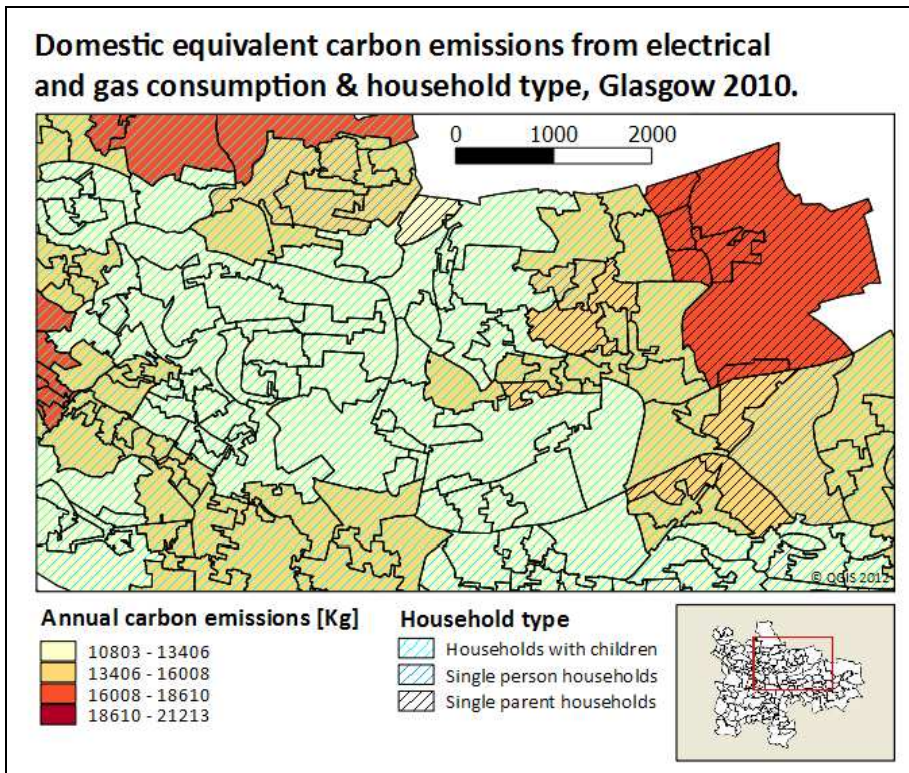 Domestic equivalent carbon emissions from electrical
and gas consumption & household type, Glasgow 2010.
0 1000 2000
© QGIS 2012
Annual carbon emissions [Kg]
10803 - 13406
13406 - 16008
16008 - 18610
18610 - 21213
Household type
Households with children
Single person households
Single parent households